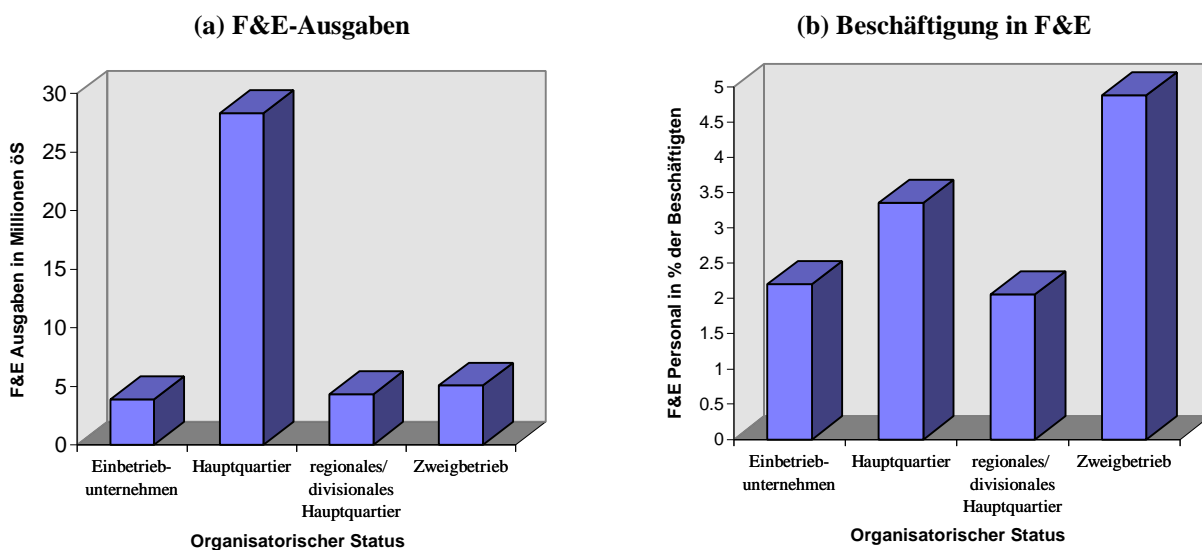 (a) F&E-Ausgaben
F&E Ausgaben in Millionen öS
30
25
20
15
10
5
0
Einbetrieb-
unternehmen
Hauptquartier
regionales/
divisionales
Hauptquartier
Zweigbetrieb
Organisatorischer Status
(b) Beschäftigung in F&E
F&E Personal in % der Beschäftigten
5
4.5
4
3.5
3
2.5
2
1.5
1
0.5
0
Einbetrieb-
unternehmen
Hauptquartier
regionales/
divisionales
Hauptquartier
Zweigbetrieb
Organisatorischer Status